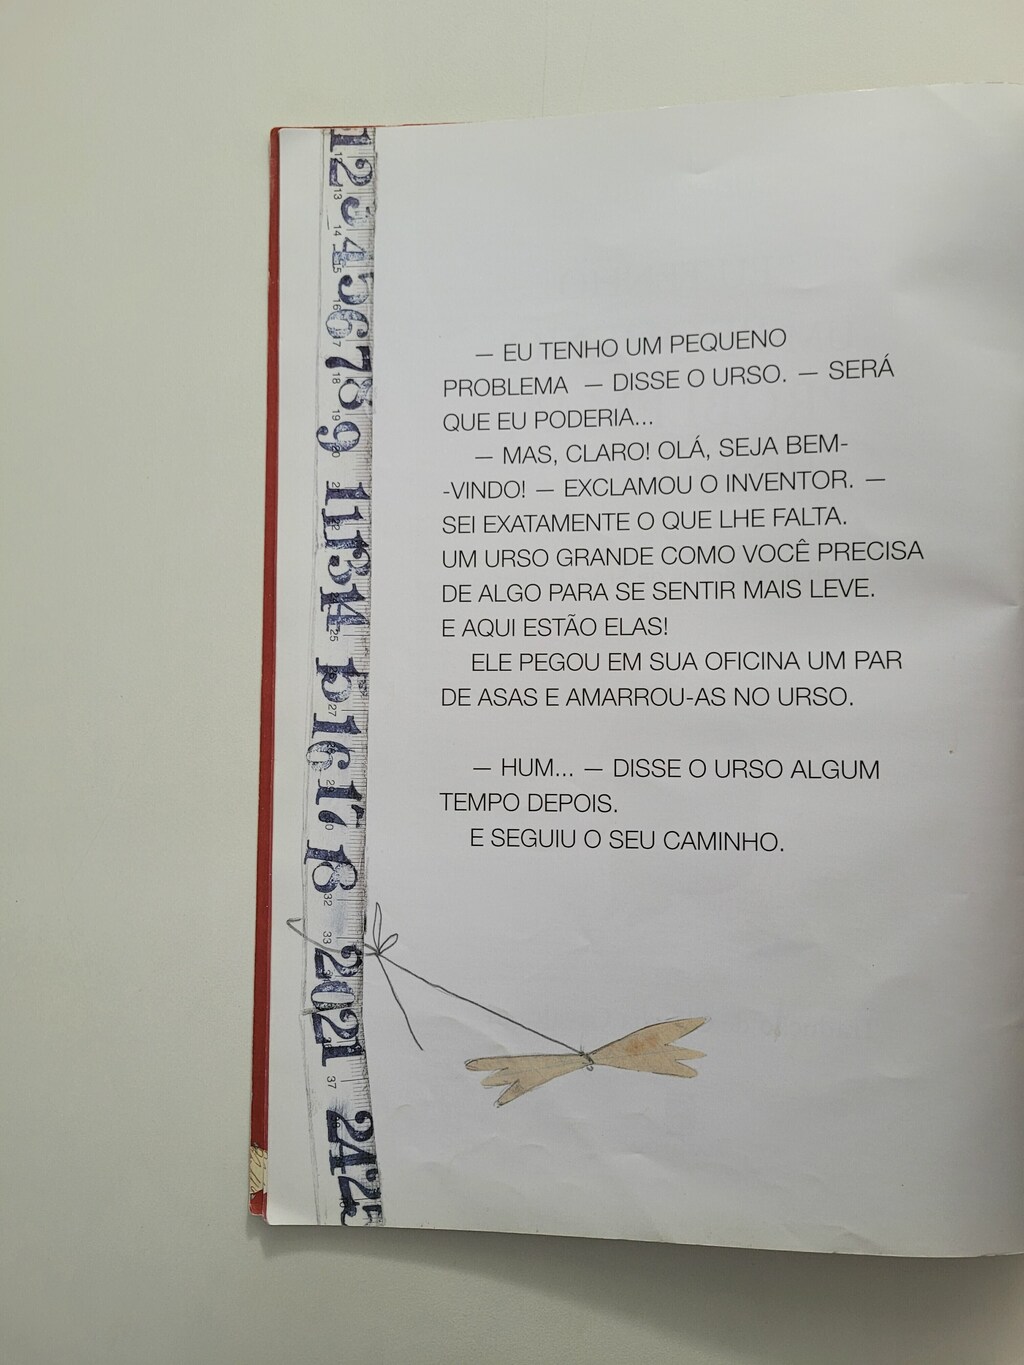 — EU TENHO UM PEQUENO
PROBLEMA — DISSE O URSO. — SERÁ
QUE EU PODERIA...
— MAS, CLARO! OLÁ, SEJA BEM-
-VINDO! — EXCLAMOU O INVENTOR. —
SEI EXATAMENTE O QUE LHE FALTA.
UM URSO GRANDE COMO VOCÊ PRECISA
DE ALGO PARA SE SENTIR MAIS LEVE.
E AQUI ESTÃO ELAS!
ELE PEGOU EM SUA OFICINA UM PAR
DE ASAS E AMARROU-AS NO URSO.
— HUM... — DISSE O URSO ALGUM
TEMPO DEPOIS.
E SEGUIU O SEU CAMINHO.